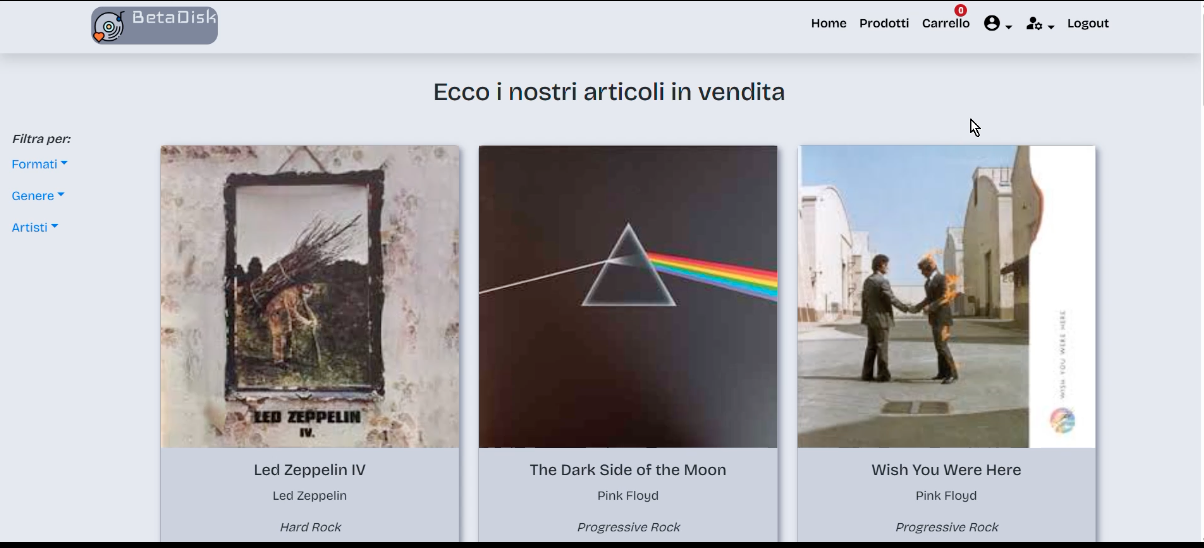 BetaDisk
Home Prodotti Carrello 0 Logout
Ecco i nostri articoli in vendita
Filtra per:
Formati
Genere
Artisti
LED ZEPPELIN
IV.
WISH YOU WERE HERE
Led Zeppelin IV
Led Zeppelin
Hard Rock
The Dark Side of the Moon
Pink Floyd
Progressive Rock
Wish You Were Here
Pink Floyd
Progressive Rock